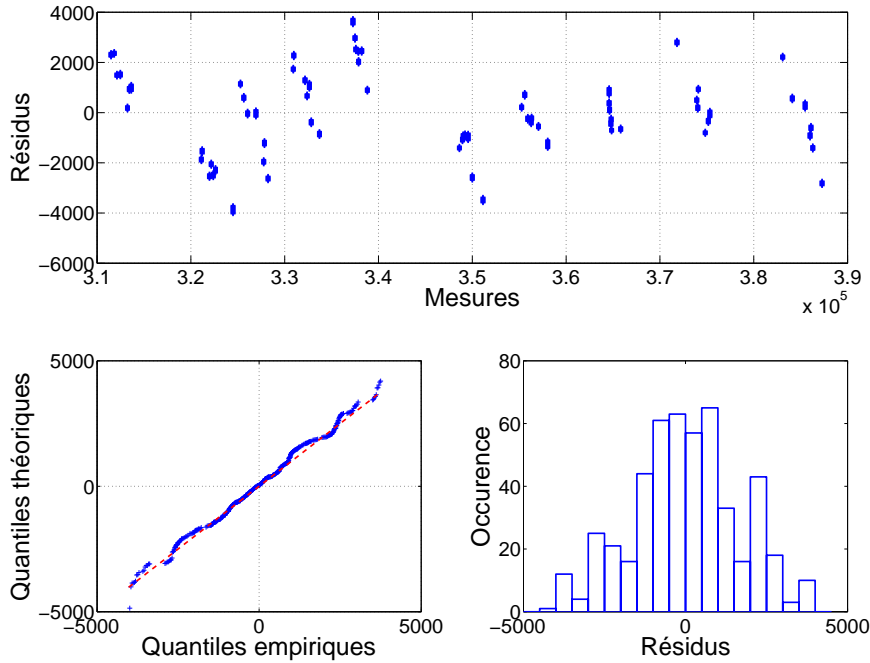 4000
2000
0
−2000
−4000
−6000
Résidus
3.1 3.2 3.3 3.4 3.5 3.6 3.7 3.8 3.9
Mesures
x 10^5
5000
0
−5000
Quantiles théoriques
−5000 0 5000
Quantiles empiriques
80
60
40
20
0
Occurence
−5000 0 5000
Résidus